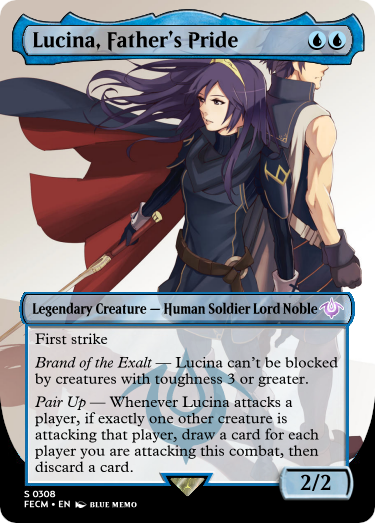 Lucina, Father's Pride
Legendary Creature — Human Soldier Lord Noble
First strike
Brand of the Exalt — Lucina can't be blocked
by creatures with toughness 3 or greater.
Pair Up — Whenever Lucina attacks a
player, if exactly one other creature is
attacking that player, draw a card for each
player you are attacking this combat, then
discard a card.
2/2
S 0308
FECM • EN BLUE MEMO